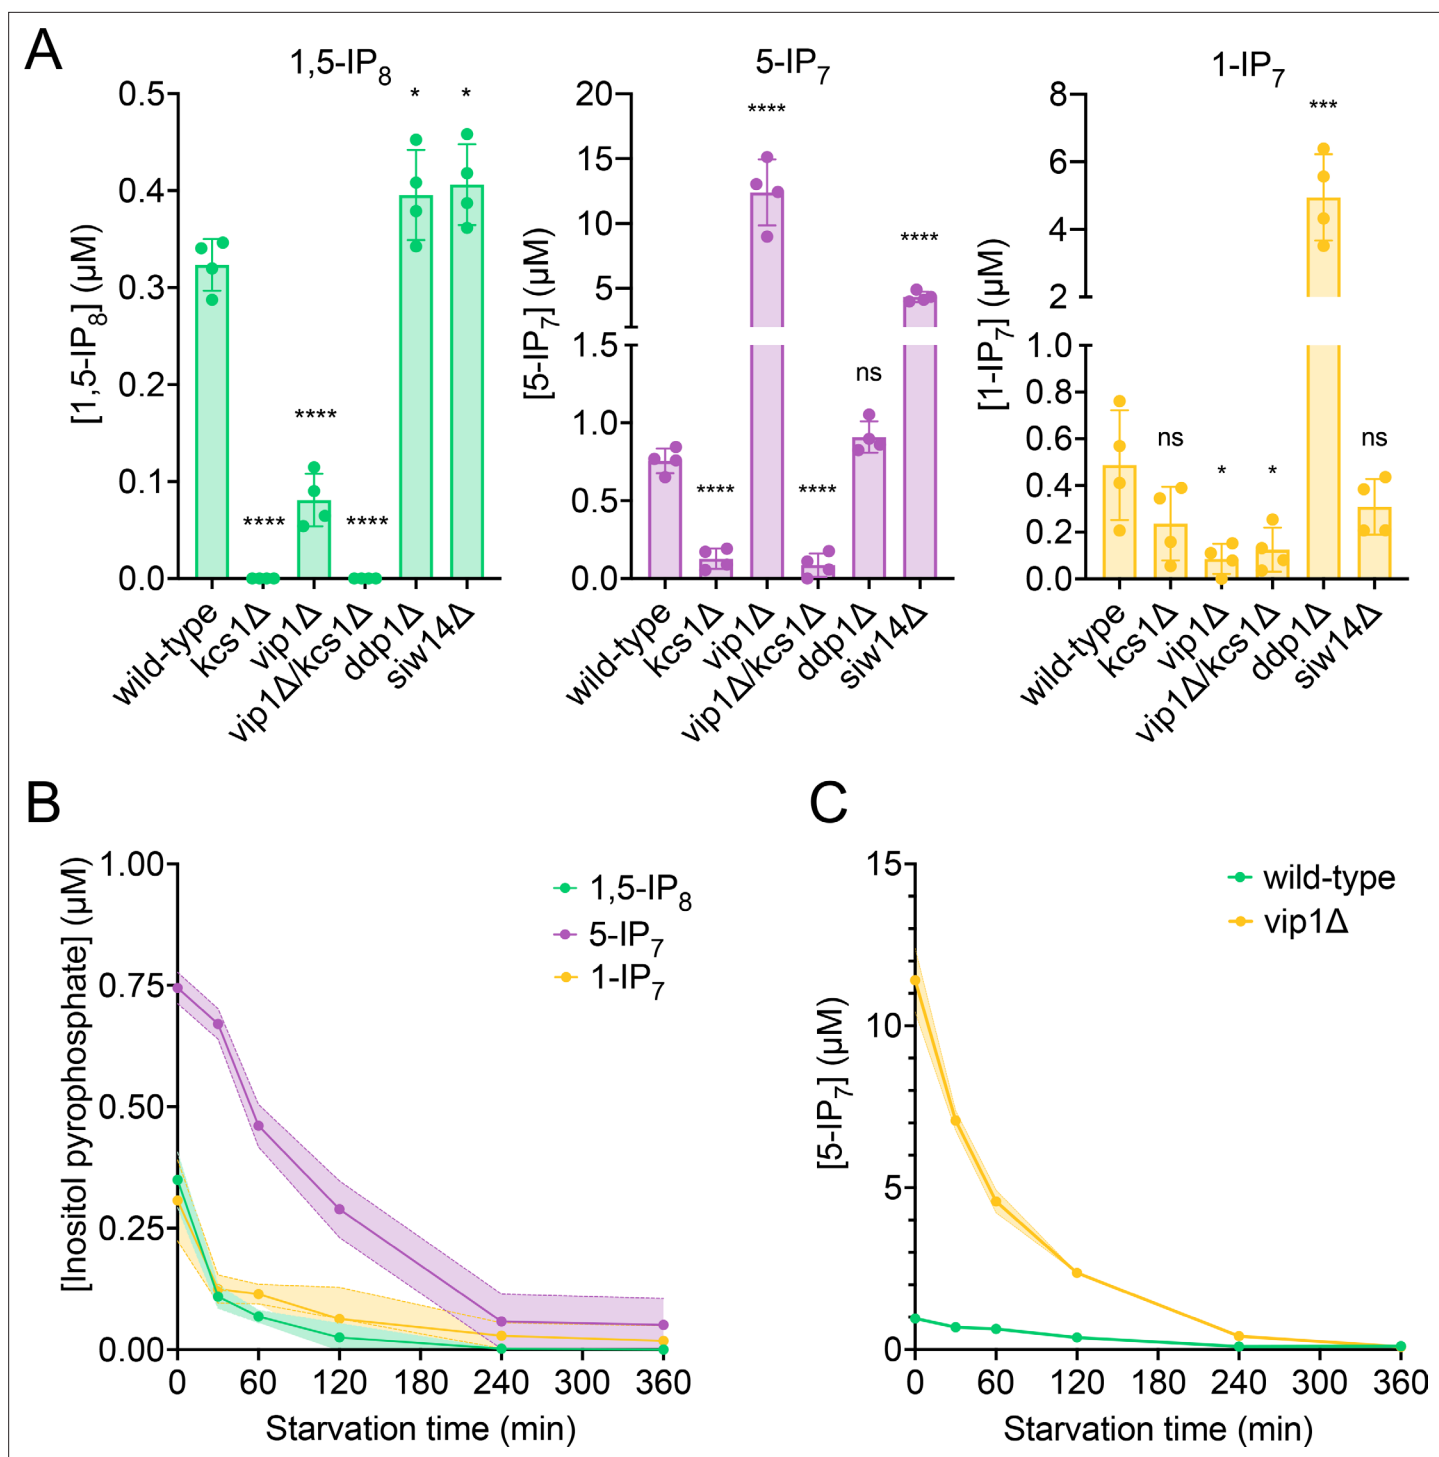 A
1,5-IP8
[1,5-IP8] (µM)
0.5
0.4
0.3
0.2
0.1
0.0
****
****
****
*
*
wild-type
kcs1Δ
vip1Δ
vip1Δ/kcs1Δ
ddp1Δ
siw14Δ
5-IP7
[5-IP7] (µM)
20
15
10
5
1.5
1.0
0.5
0.0
****
****
****
ns
****
wild-type
kcs1Δ
vip1Δ
vip1Δ/kcs1Δ
ddp1Δ
siw14Δ
1-IP7
[1-IP7] (µM)
8
6
4
2
1.0
0.8
0.6
0.4
0.2
0.0
ns
*
*
***
ns
wild-type
kcs1Δ
vip1Δ
vip1Δ/kcs1Δ
ddp1Δ
siw14Δ
B
[Inositol pyrophosphate] (µM)
1.00
0.75
0.50
0.25
0.00
1,5-IP8
5-IP7
1-IP7
0 60 120 180 240 300 360
Starvation time (min)
C
[5-IP7] (µM)
15
10
5
0
wild-type
vip1Δ
0 60 120 180 240 300 360
Starvation time (min)